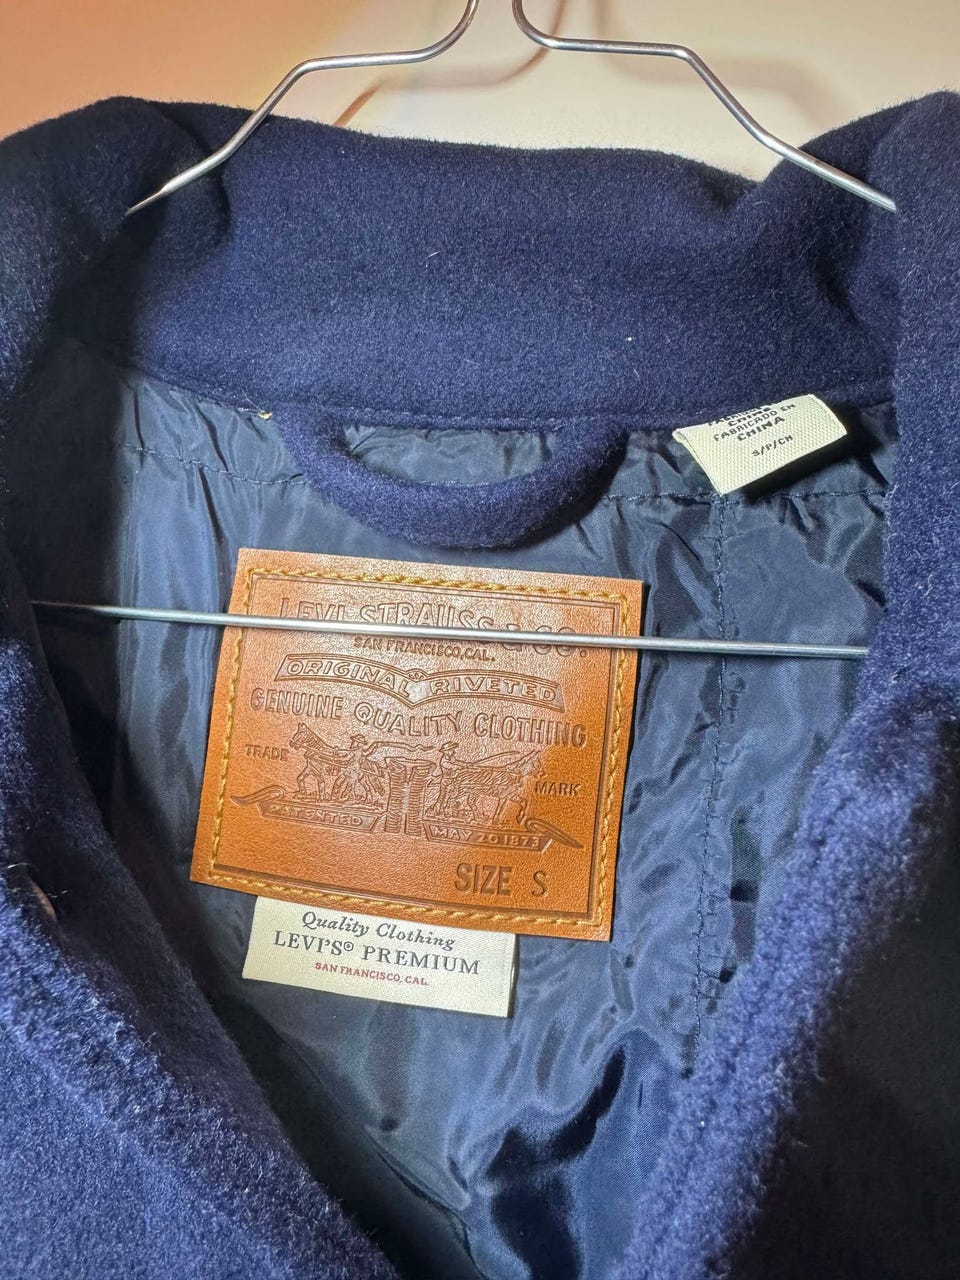 CHINA
FABRICADO EN
CHINA
S/P/CH
LEVI STRAUSS & CO.
SAN FRANCISCO, CAL.
ORIGINAL RIVETED
GENUINE QUALITY CLOTHING
TRADE MARK
PATENTED MAY 20 1873
SIZE S
Quality Clothing
LEVI'S® PREMIUM
SAN FRANCISCO, CAL.